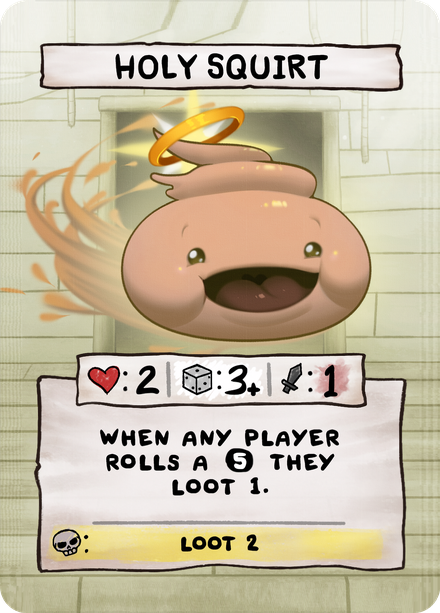 HOLY SQUIRT
: 2 | : 3+ | : 1
WHEN ANY PLAYER
ROLLS A 5 THEY
LOOT 1.
: LOOT 2